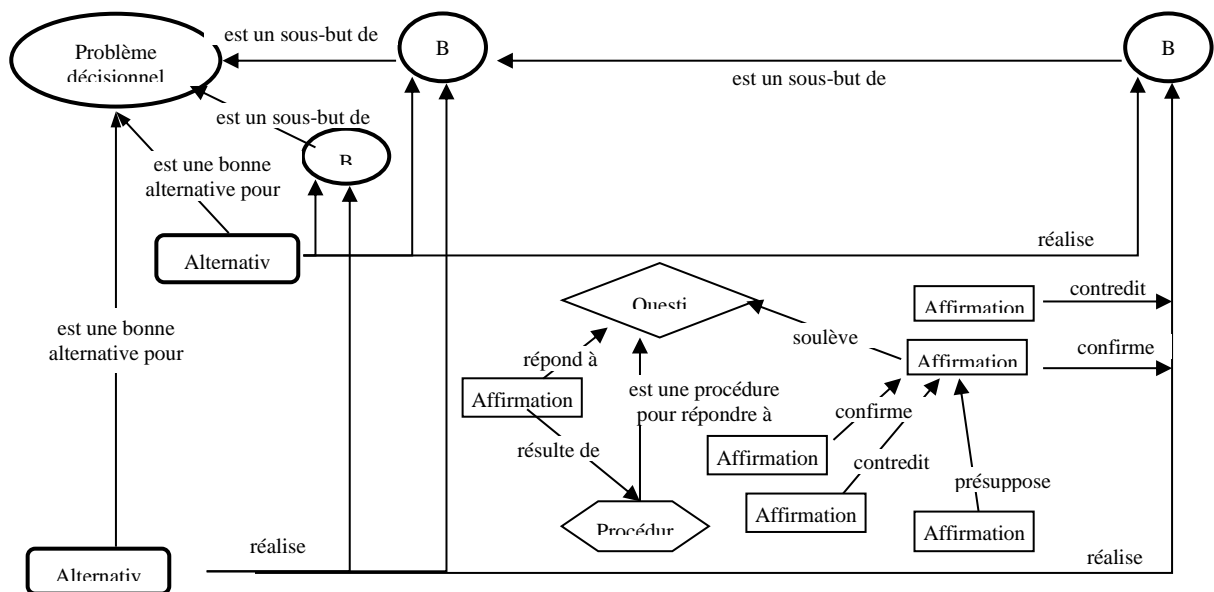 Problème
décisionnel
est un sous-but de
B
B
est un sous-but de
est un sous-but de
B
est une bonne
alternative pour
Alternativ
réalise
Questi
Affirmation
contredit
soulève
est une bonne
alternative pour
répond à
Affirmation
confirme
Affirmation
est une procédure
pour répondre à
confirme
résulte de
Affirmation
contredit
présuppose
Affirmation
Affirmation
Procédur
réalise
réalise
Alternativ